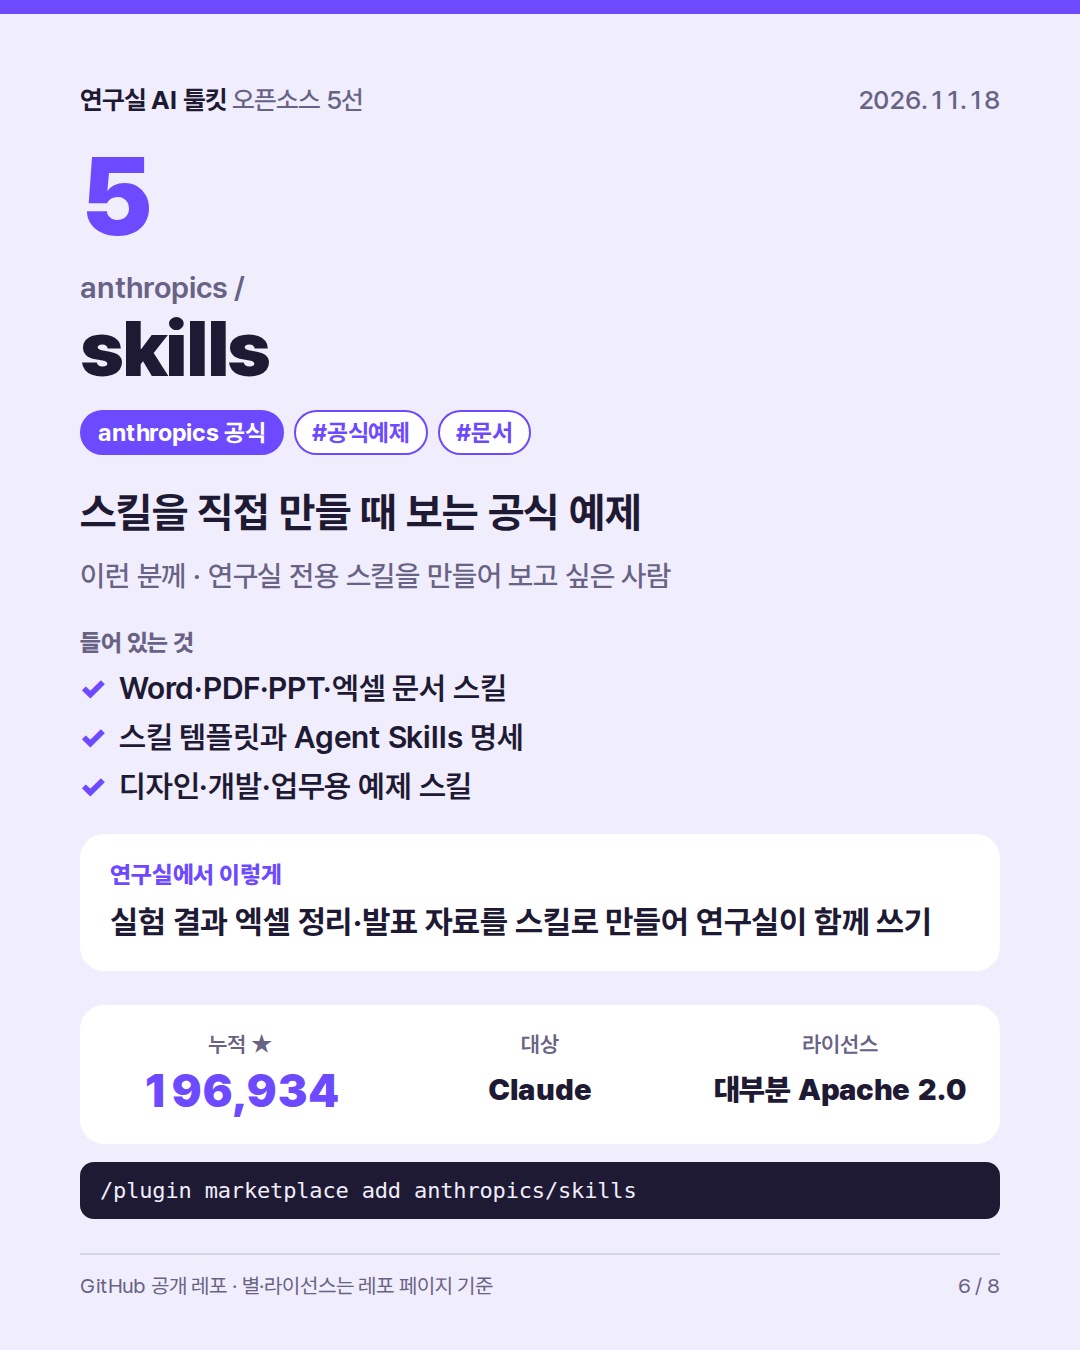 연구실 AI 툴킷 오픈소스 5선
2026.11.18
5
anthropics /
skills
anthropics 공식
#공식예제
#문서
스킬을 직접 만들 때 보는 공식 예제
이런 분께 · 연구실 전용 스킬을 만들어 보고 싶은 사람
들어 있는 것
✔ Word·PDF·PPT·엑셀 문서 스킬
✔ 스킬 템플릿과 Agent Skills 명세
✔ 디자인·개발·업무용 예제 스킬
연구실에서 이렇게
실험 결과 엑셀 정리·발표 자료를 스킬로 만들어 연구실이 함께 쓰기
누적 ★
196,934
대상
Claude
라이선스
대부분 Apache 2.0
/plugin marketplace add anthropics/skills
GitHub 공개 레포 · 별·라이선스는 레포 페이지 기준
6 / 8